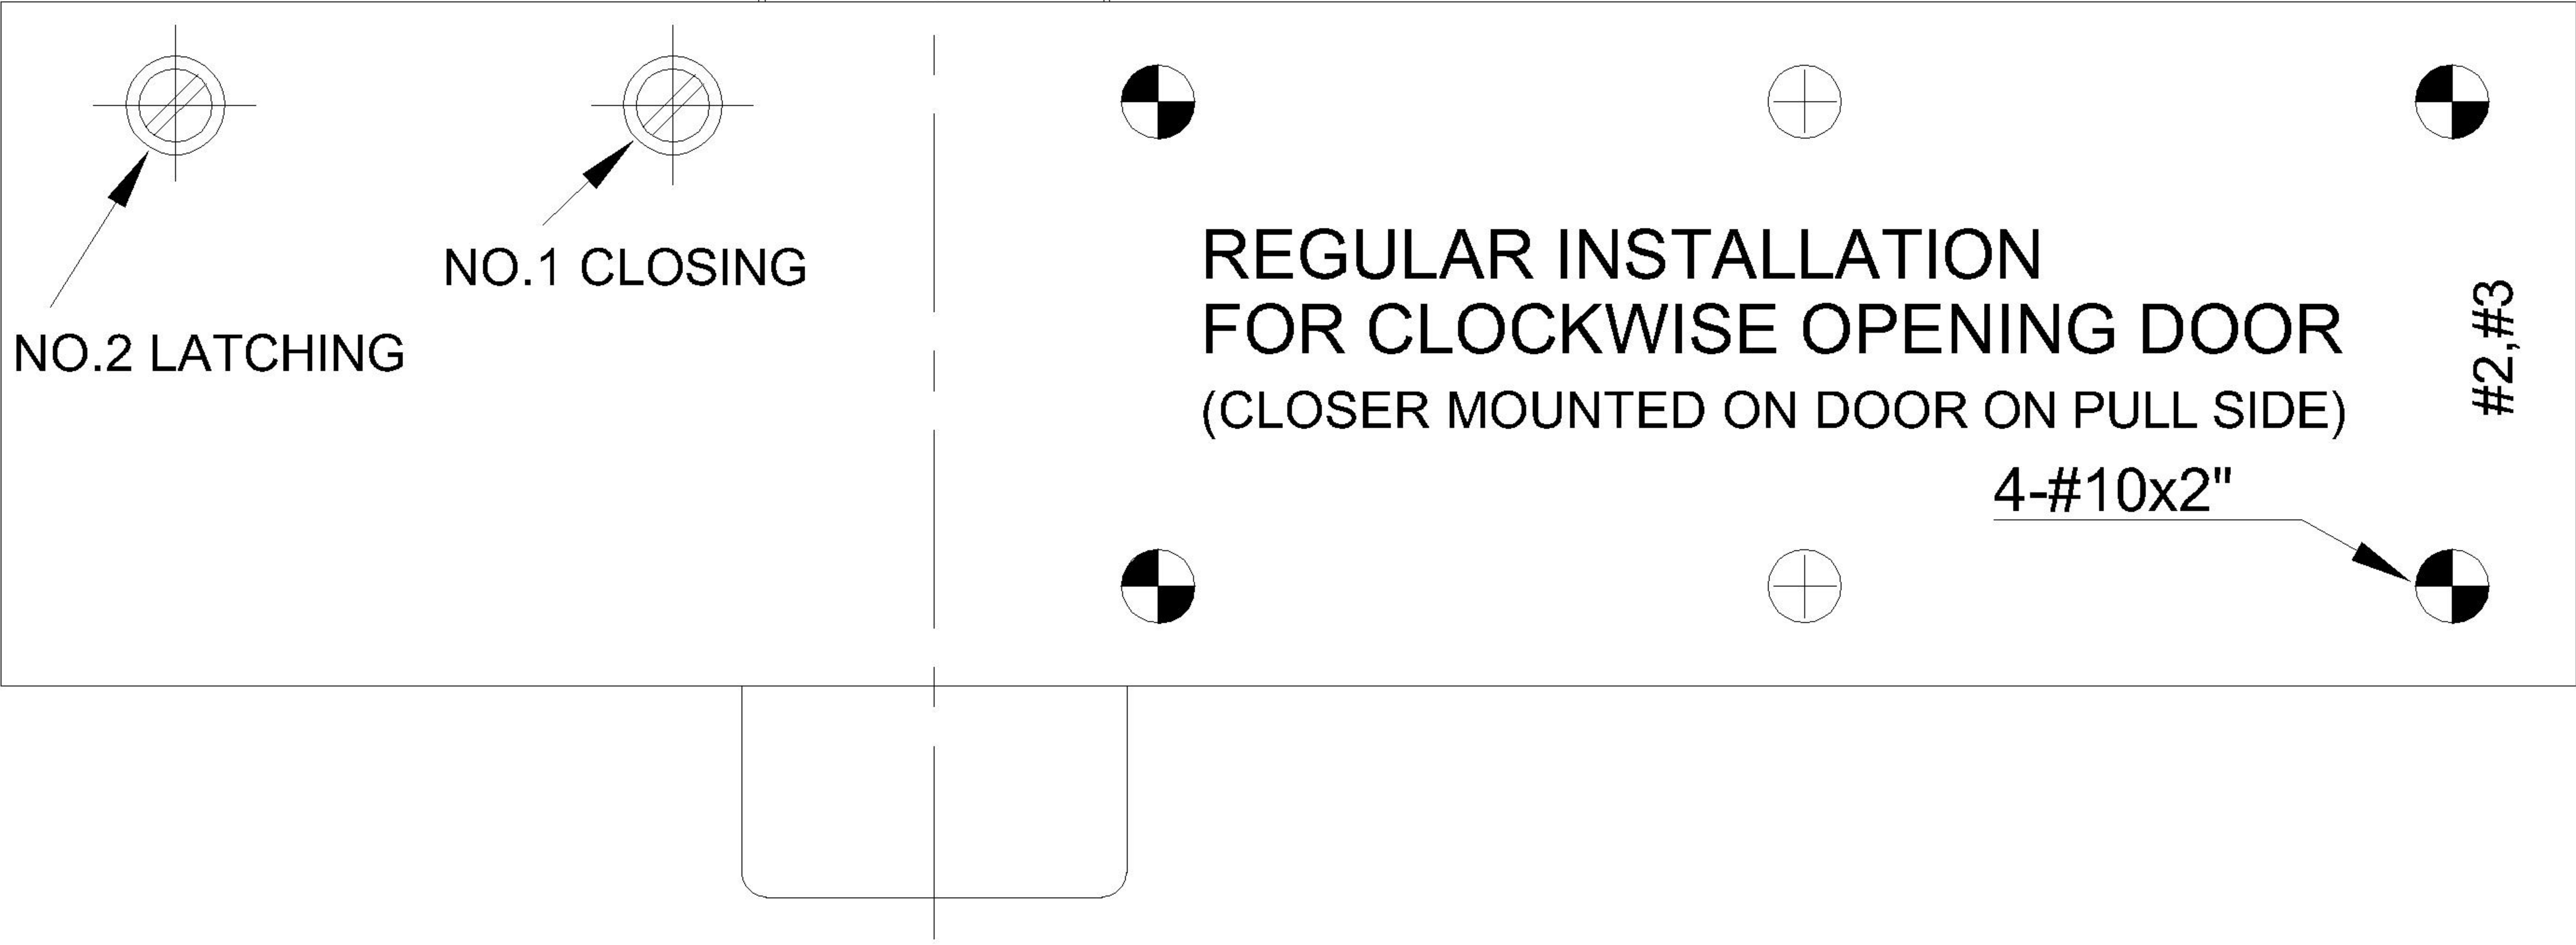 NO.1 CLOSING
NO.2 LATCHING
REGULAR INSTALLATION
FOR CLOCKWISE OPENING DOOR
(CLOSER MOUNTED ON DOOR ON PULL SIDE)
4-#10x2"
#2,#3